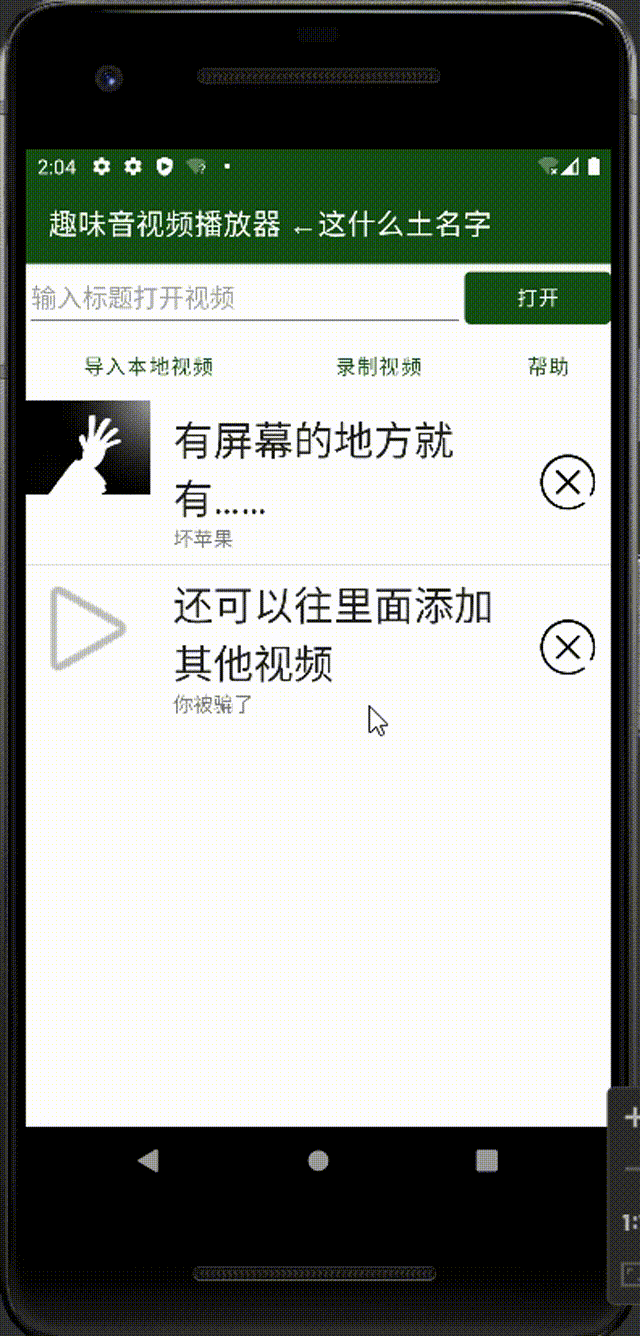 2:04
趣味音视频播放器 ←这什么土名字
输入标题打开视频
打开
导入本地视频
录制视频
帮助
有屏幕的地方就
有……
坏苹果
还可以往里面添加
其他视频
你被骗了
1: